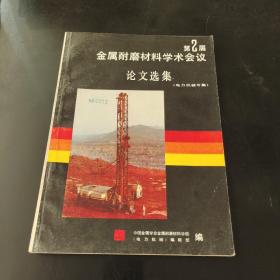 第2届
金属耐磨材料学术会议
论文选集
(电力机械专集)
中国金属学会金属耐磨材料学组
《电力机械》编辑部
编